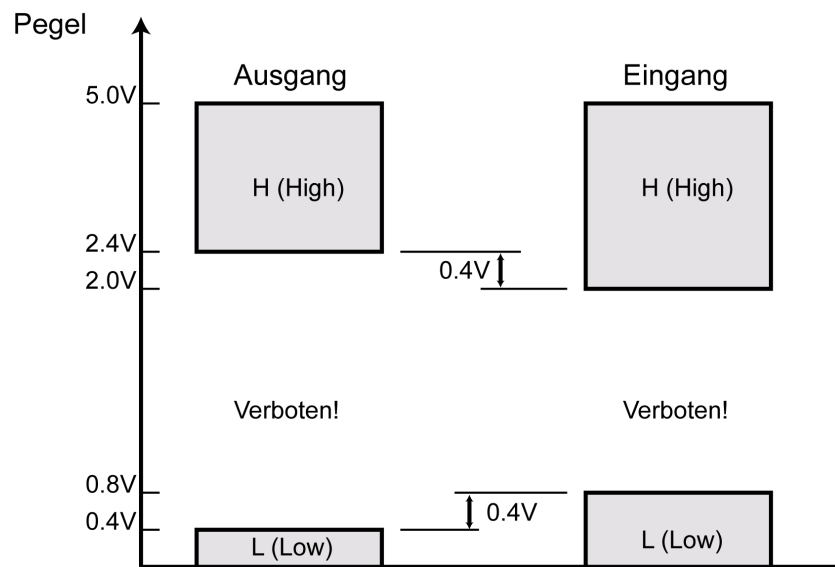 Pegel
Ausgang
Eingang
5.0V
H (High)
H (High)
2.4V
0.4V
2.0V
Verboten!
Verboten!
0.8V
0.4V
0.4V
L (Low)
L (Low)